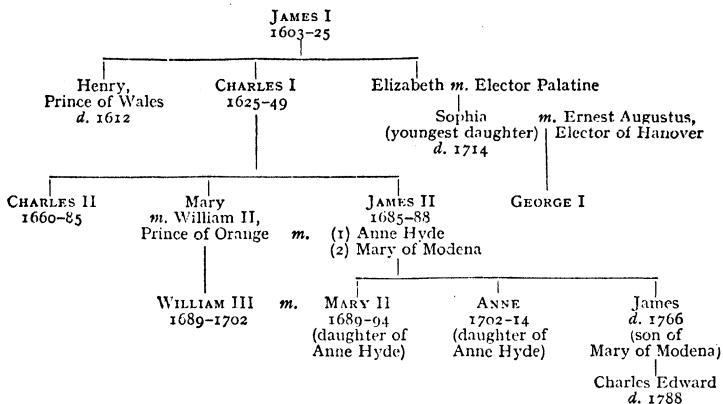 JAMES I
1603–25
Henry,
Prince of Wales
d. 1612
CHARLES I
1625–49
Elizabeth m. Elector Palatine
Sophia
(youngest daughter)
d. 1714
m. Ernest Augustus,
Elector of Hanover
CHARLES II
1660–85
Mary
m. William II,
Prince of Orange
JAMES II
1685–88
m. (1) Anne Hyde
(2) Mary of Modena
GEORGE I
WILLIAM III m.
1689–1702
MARY II
1689–94
(daughter of
Anne Hyde)
ANNE
1702–14
(daughter of
Anne Hyde)
James
d. 1766
(son of
Mary of Modena)
Charles Edward
d. 1788